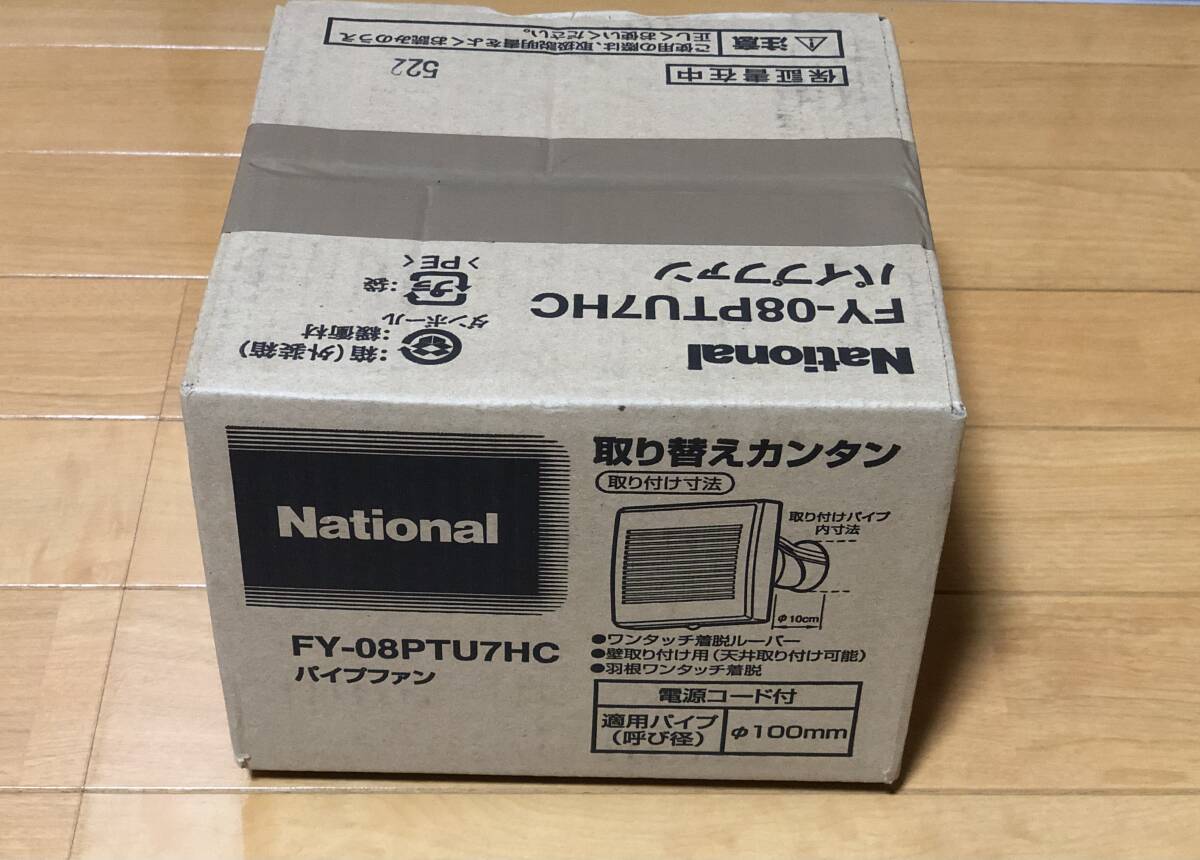 ご使用の際は、取扱説明書をよくお読みのうえ
正しくお使いください。
注意
保証書在中
522
National
FY-08PTU7HC
パイプファン
ダンボール
:箱(外装箱)
:緩衝材
プラ
:袋
>PE<
National
FY-08PTU7HC
パイプファン
取り替えカンタン
取り付け寸法
取り付けパイプ
内寸法
φ10cm
●ワンタッチ着脱ルーバー
●壁取り付け用(天井取り付け可能)
●羽根ワンタッチ着脱
電源コード付
適用パイプ
(呼び径)
φ100mm